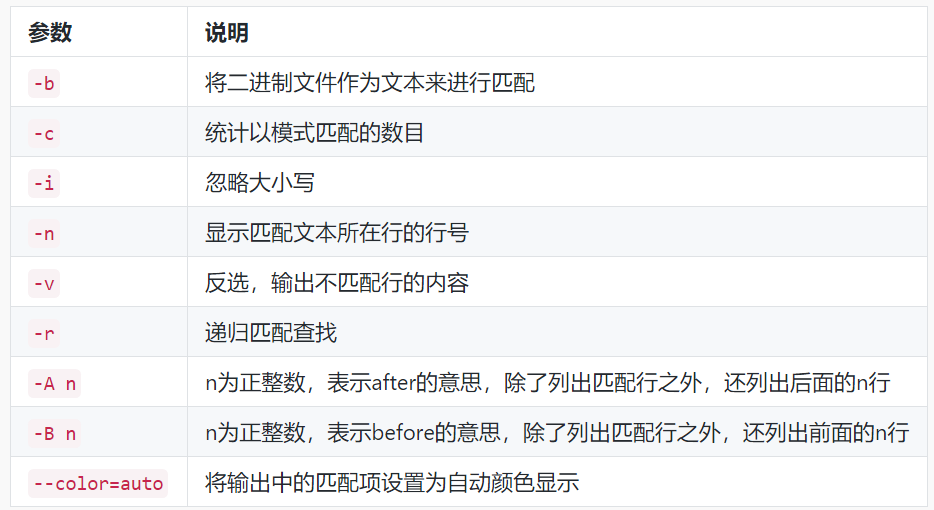 参数 说明
-b 将二进制文件作为文本来进行匹配
-c 统计以模式匹配的数目
-i 忽略大小写
-n 显示匹配文本所在行的行号
-v 反选，输出不匹配行的内容
-r 递归匹配查找
-A n n为正整数，表示after的意思，除了列出匹配行之外，还列出后面的n行
-B n n为正整数，表示before的意思，除了列出匹配行之外，还列出前面的n行
--color=auto 将输出中的匹配项设置为自动颜色显示